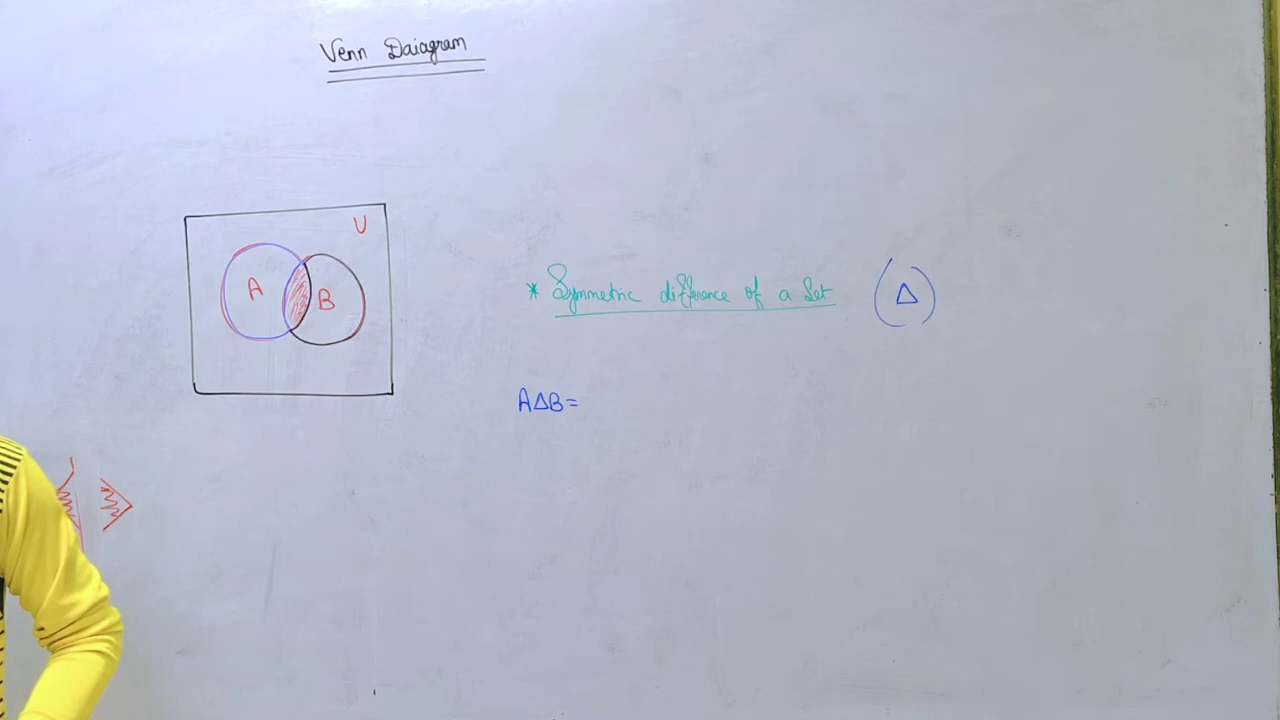 Venn Daiagram
U
A
B
* Symmetric difference of a Set (Δ)
AΔB=